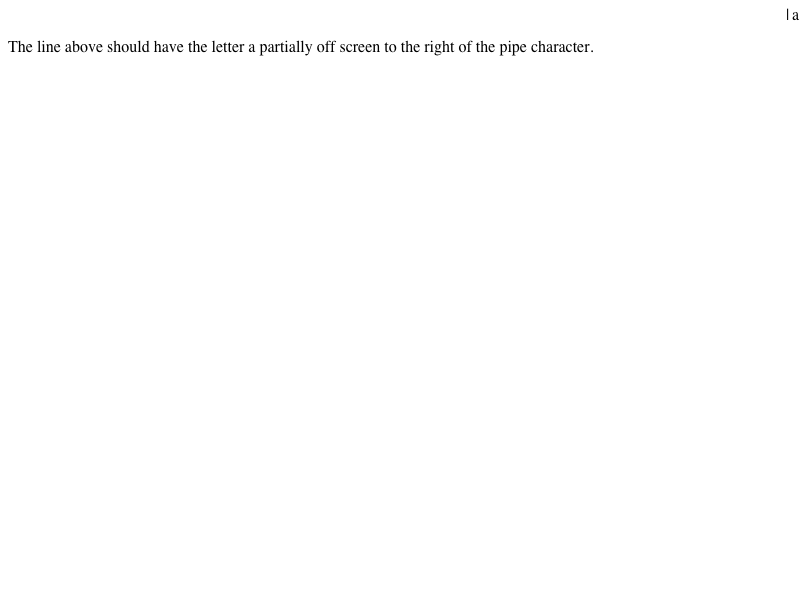 |a
The line above should have the letter a partially off screen to the right of the pipe character.